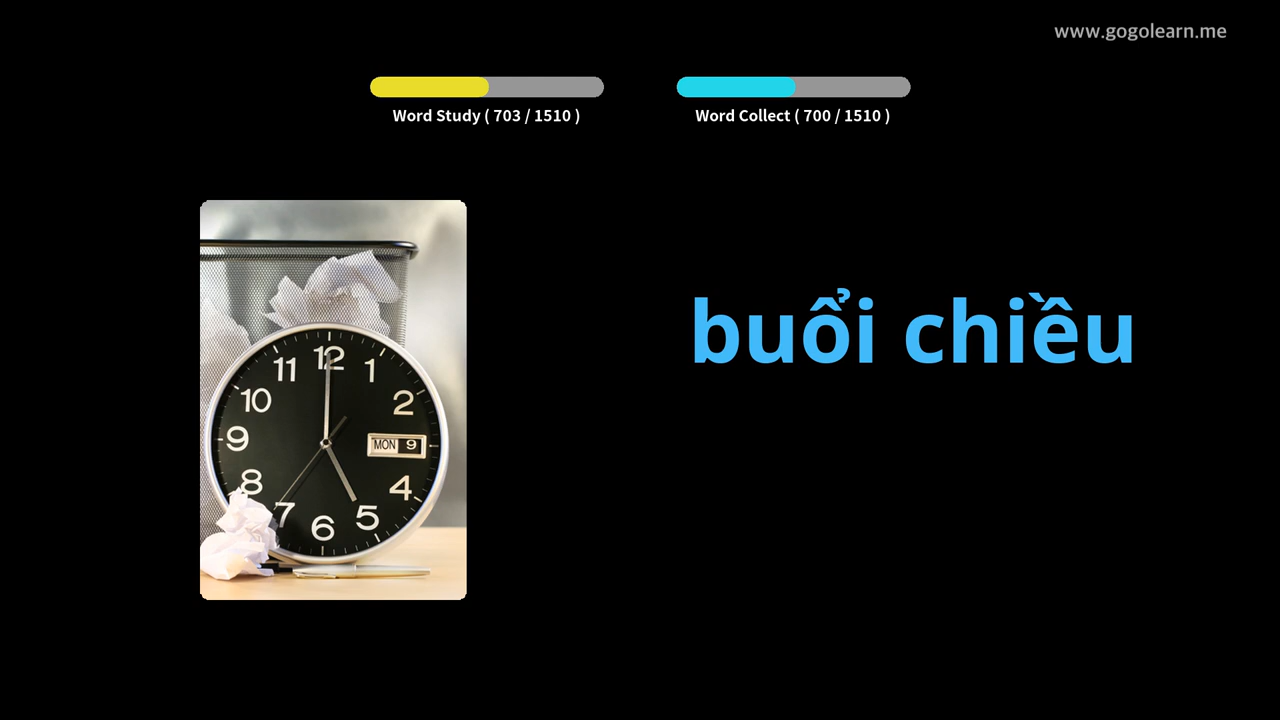 www.gogolearn.me
Word Study ( 703 / 1510 )
Word Collect ( 700 / 1510 )
buổi chiều
12
11
1
10
2
9
MON 9
8
4
7
5
6